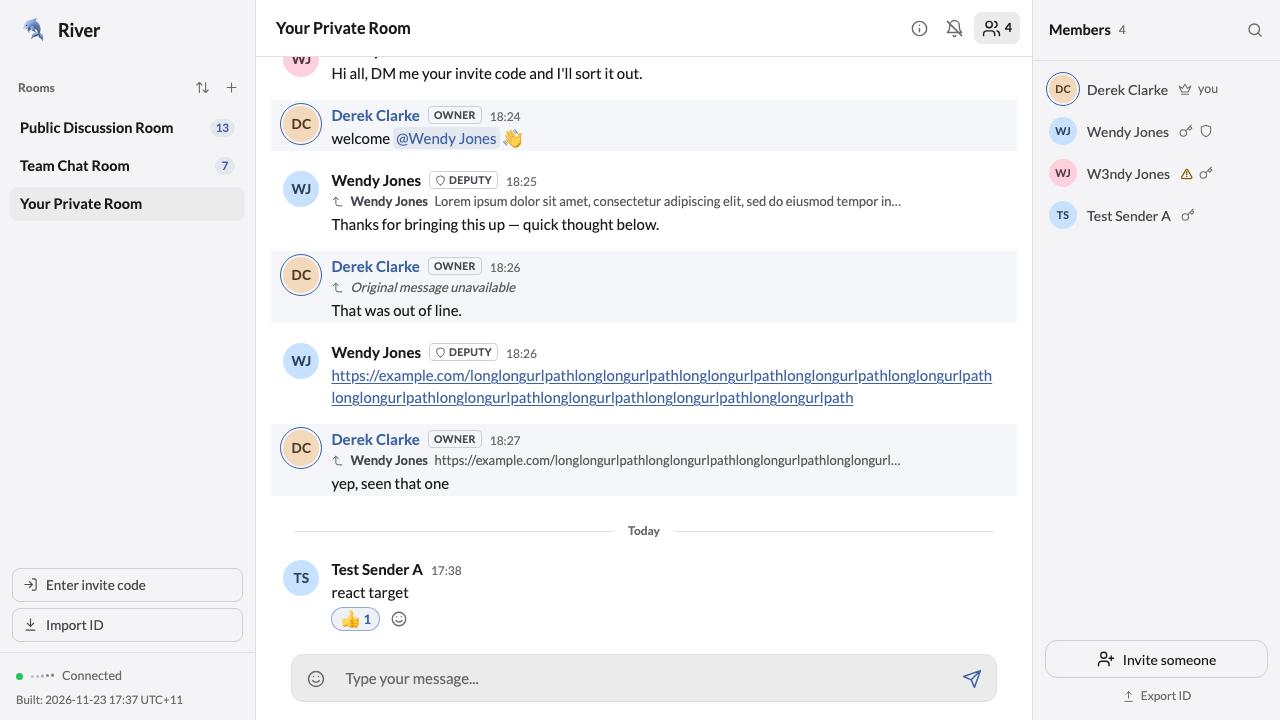 River
Rooms
Public Discussion Room 13
Team Chat Room 7
Your Private Room
Enter invite code
Import ID
Connected
Built: 2026-11-23 17:37 UTC+11
Your Private Room
4
WJ
Hi all, DM me your invite code and I'll sort it out.
DC
Derek Clarke OWNER 18:24
welcome @Wendy Jones 👋
WJ
Wendy Jones DEPUTY 18:25
Wendy Jones Lorem ipsum dolor sit amet, consectetur adipiscing elit, sed do eiusmod tempor in…
Thanks for bringing this up — quick thought below.
DC
Derek Clarke OWNER 18:26
Original message unavailable
That was out of line.
WJ
Wendy Jones DEPUTY 18:26
https://example.com/longlongurlpathlonglongurlpathlonglongurlpathlonglongurlpathlonglongurlpath
longlongurlpathlonglongurlpathlonglongurlpathlonglongurlpathlonglongurlpath
DC
Derek Clarke OWNER 18:27
Wendy Jones https://example.com/longlongurlpathlonglongurlpathlonglongurlpathlonglongurl…
yep, seen that one
Today
TS
Test Sender A 17:38
react target
👍 1
Type your message...
Members 4
DC Derek Clarke you
WJ Wendy Jones
WJ W3ndy Jones
TS Test Sender A
Invite someone
Export ID